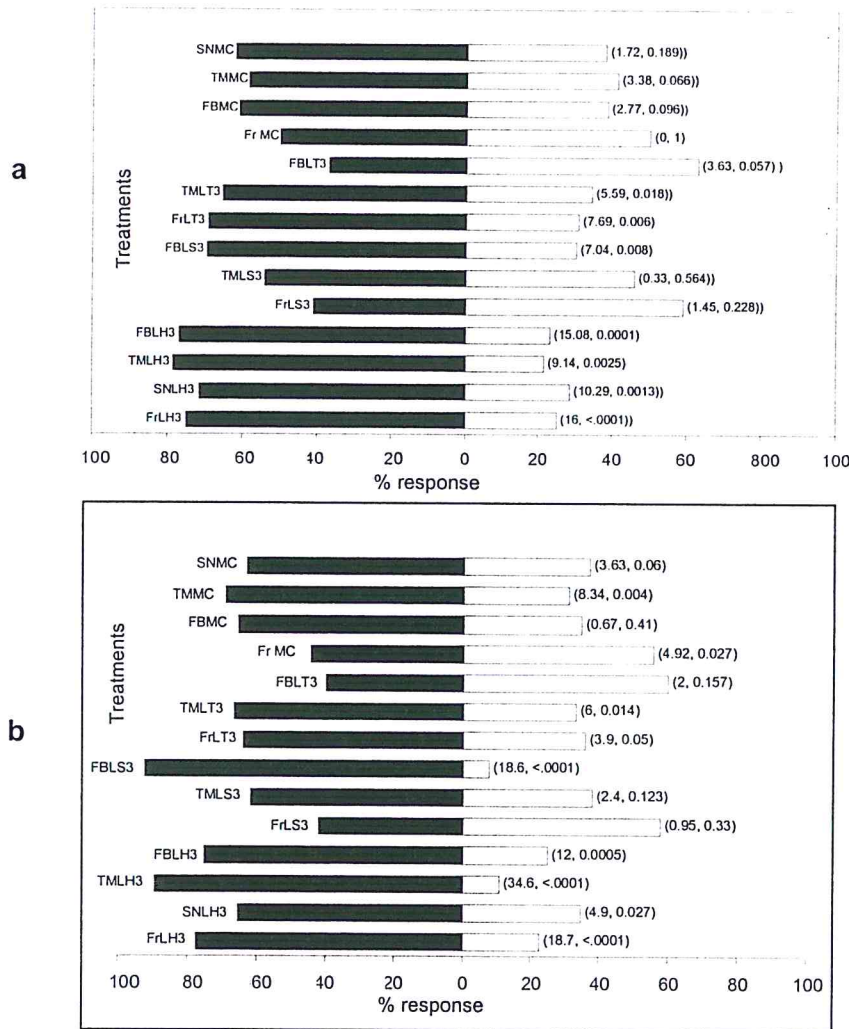 a
Treatments
SNMC (1.72, 0.189))
TMMC (3.38, 0.066))
FBMC (2.77, 0.096))
Fr MC (0, 1)
FBLT3 (3.63, 0.057) )
TMLT3 (5.59, 0.018))
FrLT3 (7.69, 0.006)
FBLS3 (7.04, 0.008)
TMLS3 (0.33, 0.564))
FrLS3 (1.45, 0.228))
FBLH3 (15.08, 0.0001)
TMLH3 (9.14, 0.0025)
SNLH3 (10.29, 0.0013))
FrLH3 (16, <.0001))
100 80 60 40 20 0 20 40 60 800 100
% response
b
Treatments
SNMC (3.63, 0.06)
TMMC (8.34, 0.004)
FBMC (0.67, 0.41)
Fr MC (4.92, 0.027)
FBLT3 (2, 0.157)
TMLT3 (6, 0.014)
FrLT3 (3.9, 0.05)
FBLS3 (18.6, <.0001)
TMLS3 (2.4, 0.123)
FrLS3 (0.95, 0.33)
FBLH3 (12, 0.0005)
TMLH3 (34.6, <.0001)
SNLH3 (4.9, 0.027)
FrLH3 (18.7, <.0001)
100 80 60 40 20 0 20 40 60 80 100
% response